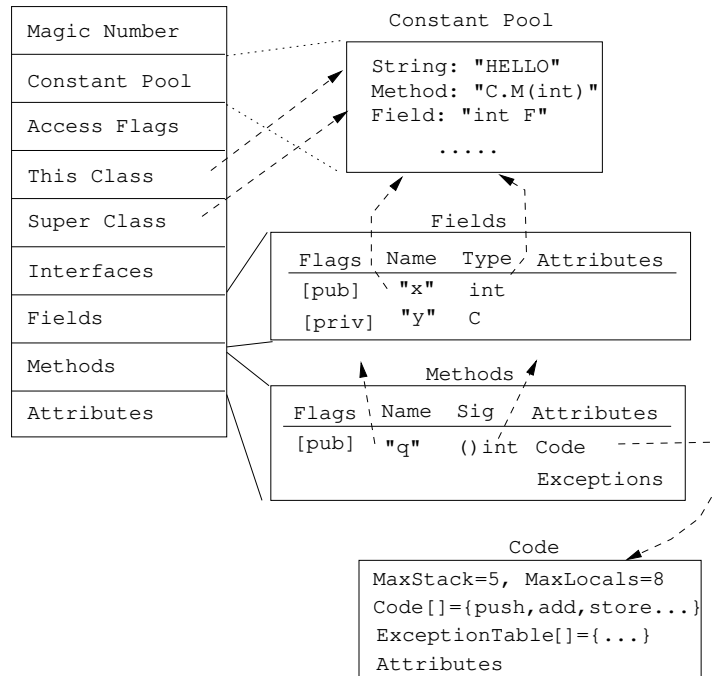 Magic Number
Constant Pool
Access Flags
This Class
Super Class
Interfaces
Fields
Methods
Attributes
Constant Pool
String: "HELLO"
Method: "C.M(int)"
Field: "int F"
.....
Fields
Flags Name Type Attributes
[pub] "x" int
[priv] "y" C
Methods
Flags Name Sig Attributes
[pub] "q" ()int Code
Exceptions
Code
MaxStack=5, MaxLocals=8
Code[]={push,add,store...}
ExceptionTable[]={...}
Attributes